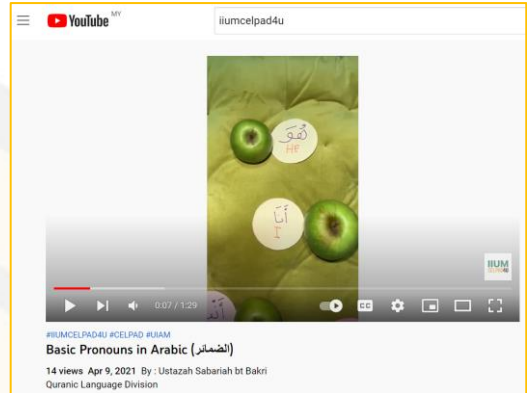 YouTube MY
iiumcelpad4u
هُوَ
HE
أَنَا
I
IIUM
0:07 / 1:29
CC
#IIUMCELPAD4U #CELPAD #UIAM
Basic Pronouns in Arabic (الضمائر)
14 views Apr 9, 2021 By : Ustazah Sabariah bt Bakri
Quranic Language Division